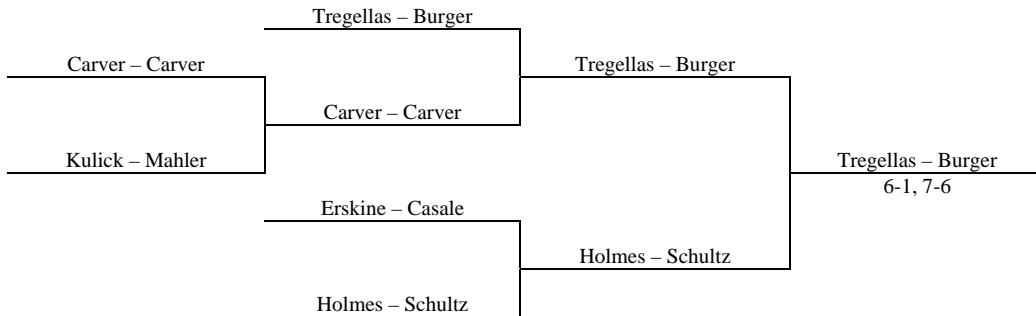 Tregellas – Burger
Carver – Carver
Tregellas – Burger
Carver – Carver
Kulick – Mahler
Tregellas – Burger
6-1, 7-6
Erskine – Casale
Holmes – Schultz
Holmes – Schultz